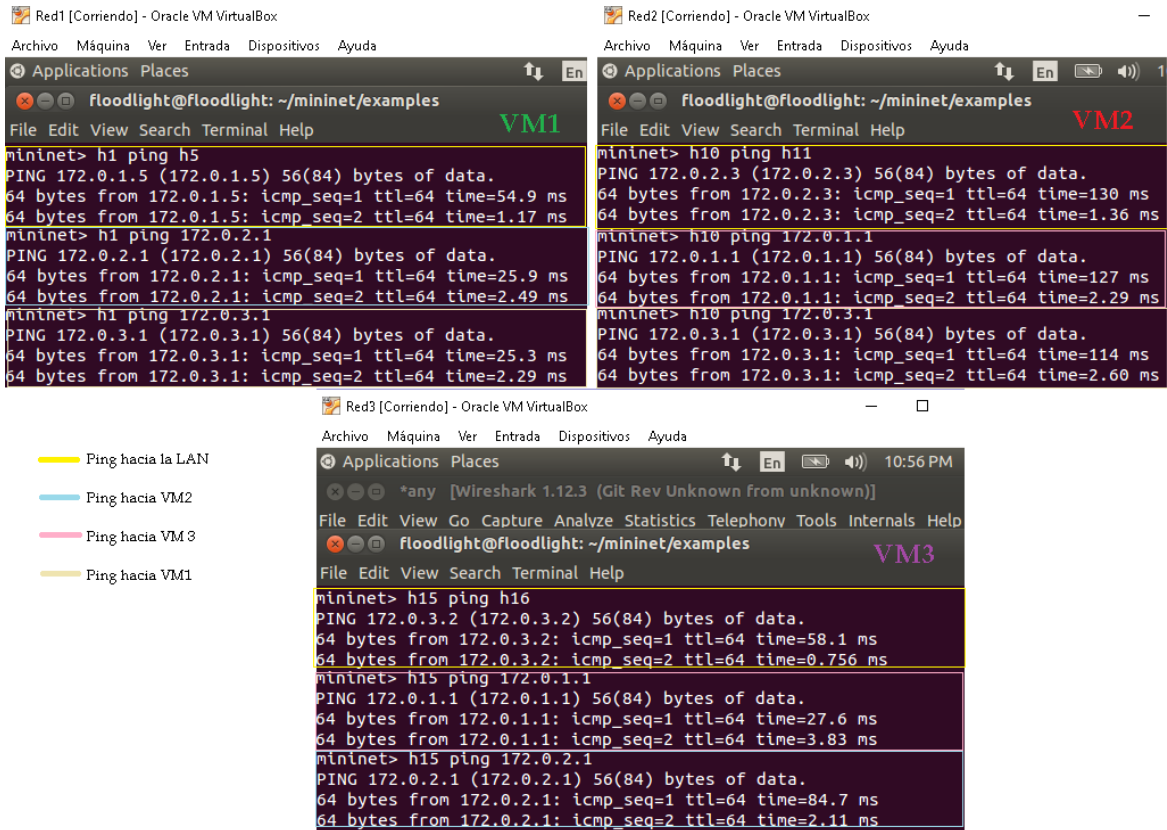 Red1 [Corriendo] - Oracle VM VirtualBox
Archivo Máquina Ver Entrada Dispositivos Ayuda
Applications Places En
floodlight@floodlight: ~/mininet/examples
File Edit View Search Terminal Help VM1
mininet> h1 ping h5
PING 172.0.1.5 (172.0.1.5) 56(84) bytes of data.
64 bytes from 172.0.1.5: icmp_seq=1 ttl=64 time=54.9 ms
64 bytes from 172.0.1.5: icmp_seq=2 ttl=64 time=1.17 ms
mininet> h1 ping 172.0.2.1
PING 172.0.2.1 (172.0.2.1) 56(84) bytes of data.
64 bytes from 172.0.2.1: icmp_seq=1 ttl=64 time=25.9 ms
64 bytes from 172.0.2.1: icmp_seq=2 ttl=64 time=2.49 ms
mininet> h1 ping 172.0.3.1
PING 172.0.3.1 (172.0.3.1) 56(84) bytes of data.
64 bytes from 172.0.3.1: icmp_seq=1 ttl=64 time=25.3 ms
64 bytes from 172.0.3.1: icmp_seq=2 ttl=64 time=2.29 ms
Red2 [Corriendo] - Oracle VM VirtualBox
Archivo Máquina Ver Entrada Dispositivos Ayuda
Applications Places En 1
floodlight@floodlight: ~/mininet/examples
File Edit View Search Terminal Help VM2
mininet> h10 ping h11
PING 172.0.2.3 (172.0.2.3) 56(84) bytes of data.
64 bytes from 172.0.2.3: icmp_seq=1 ttl=64 time=130 ms
64 bytes from 172.0.2.3: icmp_seq=2 ttl=64 time=1.36 ms
mininet> h10 ping 172.0.1.1
PING 172.0.1.1 (172.0.1.1) 56(84) bytes of data.
64 bytes from 172.0.1.1: icmp_seq=1 ttl=64 time=127 ms
64 bytes from 172.0.1.1: icmp_seq=2 ttl=64 time=2.29 ms
mininet> h10 ping 172.0.3.1
PING 172.0.3.1 (172.0.3.1) 56(84) bytes of data.
64 bytes from 172.0.3.1: icmp_seq=1 ttl=64 time=114 ms
64 bytes from 172.0.3.1: icmp_seq=2 ttl=64 time=2.60 ms
Ping hacia la LAN
Ping hacia VM2
Ping hacia VM 3
Ping hacia VM1
Red3 [Corriendo] - Oracle VM VirtualBox
Archivo Máquina Ver Entrada Dispositivos Ayuda
Applications Places En 10:56 PM
*any [Wireshark 1.12.3 (Git Rev Unknown from unknown)]
File Edit View Go Capture Analyze Statistics Telephony Tools Internals Help
floodlight@floodlight: ~/mininet/examples
File Edit View Search Terminal Help VM3
mininet> h15 ping h16
PING 172.0.3.2 (172.0.3.2) 56(84) bytes of data.
64 bytes from 172.0.3.2: icmp_seq=1 ttl=64 time=58.1 ms
64 bytes from 172.0.3.2: icmp_seq=2 ttl=64 time=0.756 ms
mininet> h15 ping 172.0.1.1
PING 172.0.1.1 (172.0.1.1) 56(84) bytes of data.
64 bytes from 172.0.1.1: icmp_seq=1 ttl=64 time=27.6 ms
64 bytes from 172.0.1.1: icmp_seq=2 ttl=64 time=3.83 ms
mininet> h15 ping 172.0.2.1
PING 172.0.2.1 (172.0.2.1) 56(84) bytes of data.
64 bytes from 172.0.2.1: icmp_seq=1 ttl=64 time=84.7 ms
64 bytes from 172.0.2.1: icmp_seq=2 ttl=64 time=2.11 ms